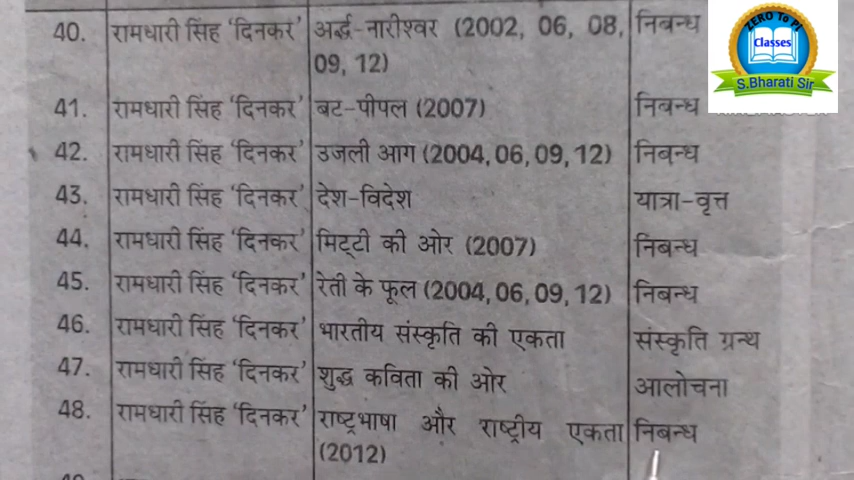 ZERO To PI
Classes
S.Bharati Sir
40. रामधारी सिंह 'दिनकर' अर्द्ध-नारीश्वर (2002, 06, 08, निबन्ध
09, 12)
41. रामधारी सिंह 'दिनकर' बट-पीपल (2007) निबन्ध
42. रामधारी सिंह 'दिनकर' उजली आग (2004, 06, 09, 12) निबन्ध
43. रामधारी सिंह 'दिनकर' देश-विदेश यात्रा-वृत्त
44. रामधारी सिंह 'दिनकर' मिट्टी की ओर (2007) निबन्ध
45. रामधारी सिंह 'दिनकर' रेती के फूल (2004, 06, 09, 12) निबन्ध
46. रामधारी सिंह 'दिनकर' भारतीय संस्कृति की एकता संस्कृति ग्रन्थ
47. रामधारी सिंह 'दिनकर' शुद्ध कविता की ओर आलोचना
48. रामधारी सिंह 'दिनकर' राष्ट्रभाषा और राष्ट्रीय एकता निबन्ध
(2012)